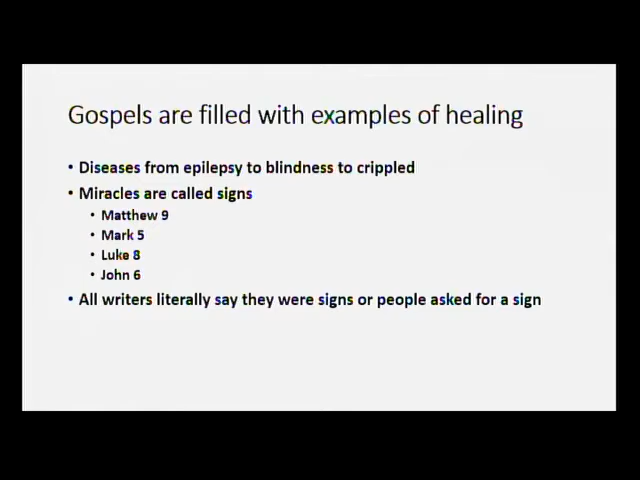 Gospels are filled with examples of healing
• Diseases from epilepsy to blindness to crippled
• Miracles are called signs
• Matthew 9
• Mark 5
• Luke 8
• John 6
• All writers literally say they were signs or people asked for a sign